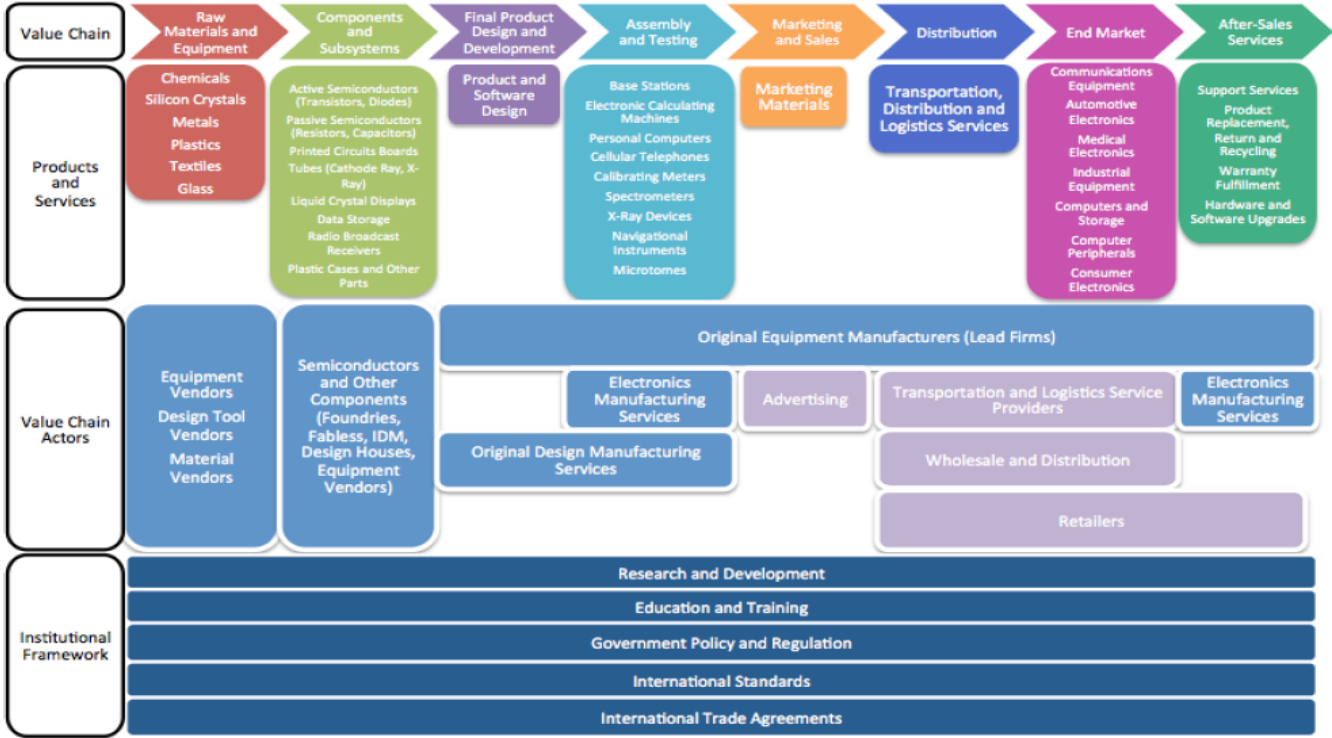 Value Chain
Raw
Materials and
Equipment
Components
and
Subsystems
Final Product
Design and
Development
Assembly
and Testing
Marketing
and Sales
Distribution
End Market
After-Sales
Services
Products
and
Services
Chemicals
Silicon Crystals
Metals
Plastics
Textiles
Glass
Active Semiconductors
(Transistors, Diodes)
Passive Semiconductors
(Resistors, Capacitors)
Printed Circuits Boards
Tubes (Cathode Ray, X-
Ray)
Liquid Crystal Displays
Data Storage
Radio Broadcast
Receivers
Plastic Cases and Other
Parts
Product and
Software
Design
Base Stations
Electronic Calculating
Machines
Personal Computers
Cellular Telephones
Calibrating Meters
Spectrometers
X-Ray Devices
Navigational
Instruments
Microtomes
Marketing
Materials
Transportation,
Distribution and
Logistics Services
Communications
Equipment
Automotive
Electronics
Medical
Electronics
Industrial
Equipment
Computers and
Storage
Computer
Peripherals
Consumer
Electronics
Support Services
Product
Replacement,
Return and
Recycling
Warranty
Fulfillment
Hardware and
Software Upgrades
Value Chain
Actors
Equipment
Vendors
Design Tool
Vendors
Material
Vendors
Semiconductors
and Other
Components
(Foundries,
Fabless, IDM,
Design Houses,
Equipment
Vendors)
Original Equipment Manufacturers (Lead Firms)
Electronics
Manufacturing
Services
Advertising
Transportation and Logistics Service
Providers
Electronics
Manufacturing
Services
Original Design Manufacturing
Services
Wholesale and Distribution
Retailers
Institutional
Framework
Research and Development
Education and Training
Government Policy and Regulation
International Standards
International Trade Agreements